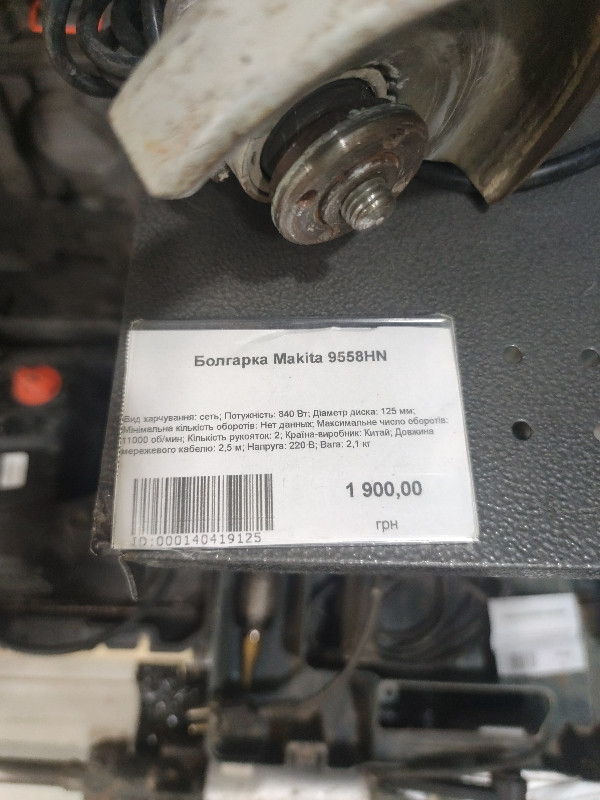 Болгарка Makita 9558HN
Вид харчування: сеть; Потужність: 840 Вт; Діаметр диска: 125 мм;
Мінімальна кількість оборотів: Нет данных; Максимальне число оборотів:
11000 об/мин; Кількість рукояток: 2; Країна-виробник: Китай; Довжина
мережевого кабелю: 2,5 м; Напруга: 220 В; Вага: 2,1 кг
1 900,00
грн
ID:000140419125